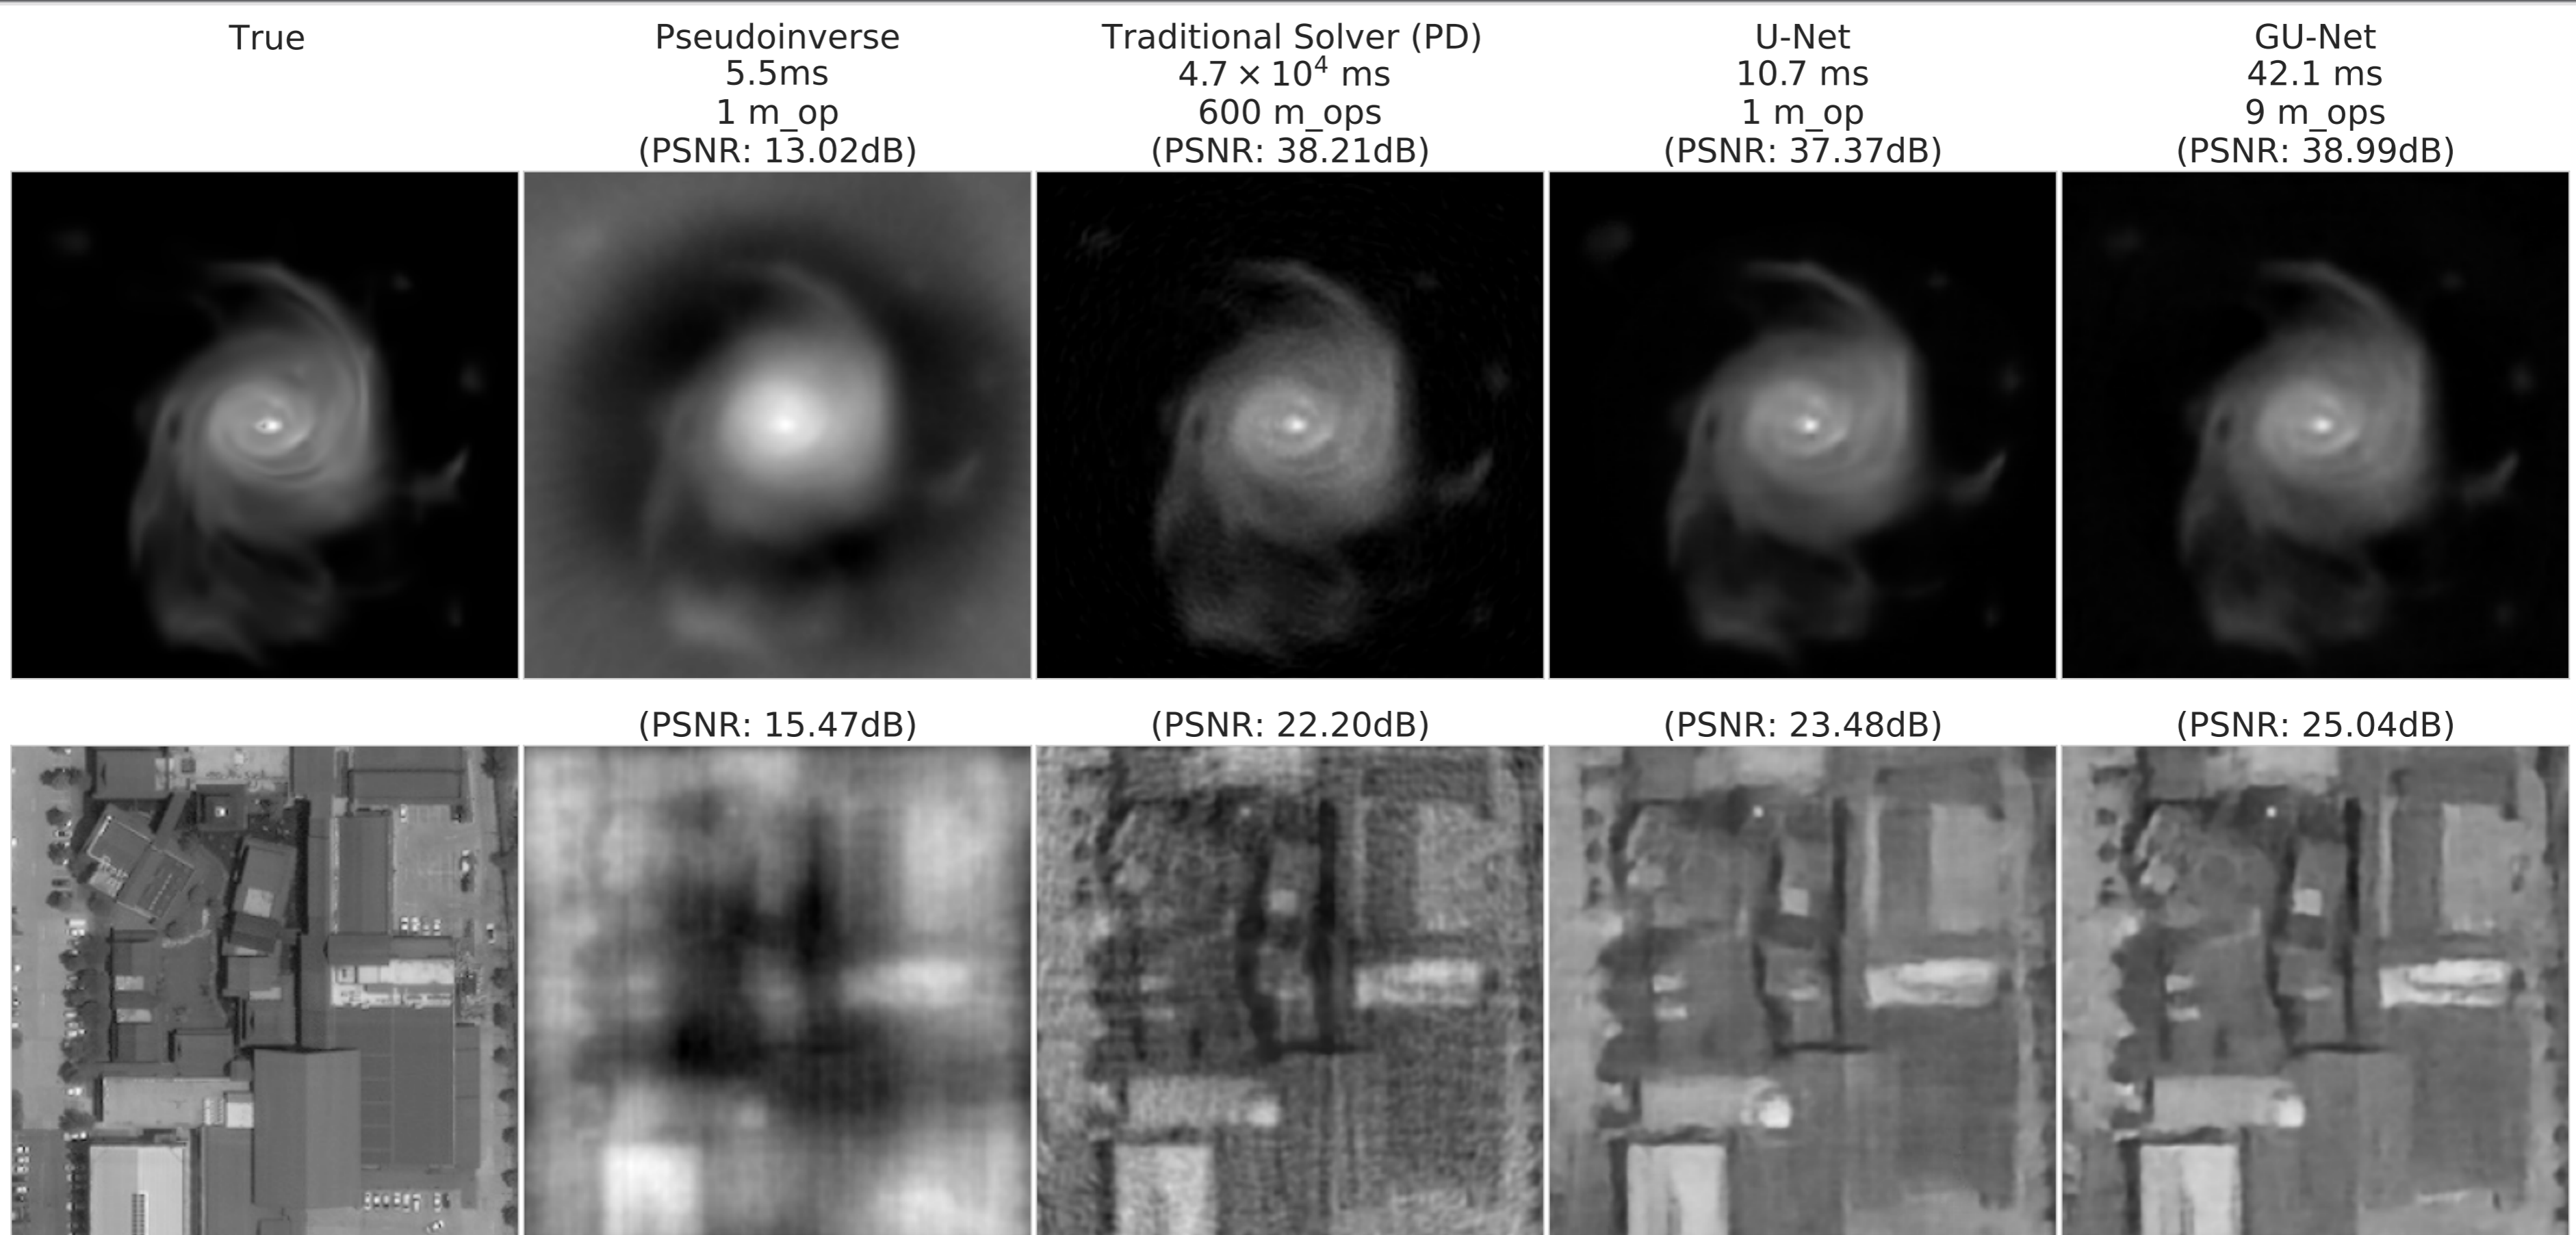 True
Pseudoinverse
5.5ms
1 m_op
(PSNR: 13.02dB)
Traditional Solver (PD)
4.7 × 10⁴ ms
600 m_ops
(PSNR: 38.21dB)
U-Net
10.7 ms
1 m_op
(PSNR: 37.37dB)
GU-Net
42.1 ms
9 m_ops
(PSNR: 38.99dB)
(PSNR: 15.47dB)
(PSNR: 22.20dB)
(PSNR: 23.48dB)
(PSNR: 25.04dB)